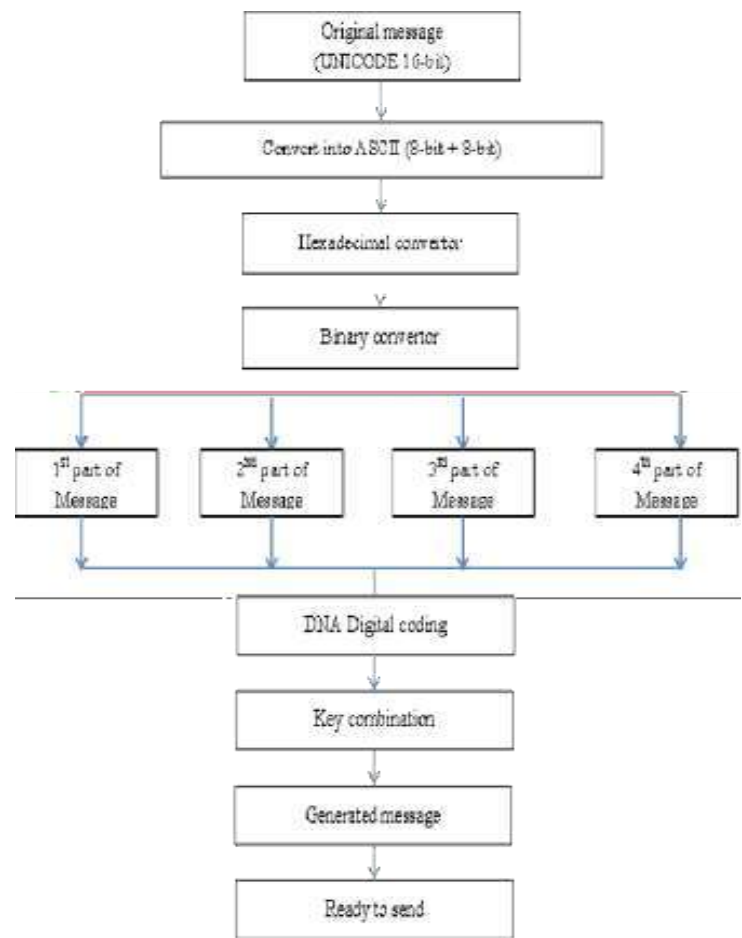 Original message
(UNICODE 16-bit)
Convert into ASCII (8-bit + 8-bit)
Hexadecimal convertor
Binary convertor
1st part of
Message
2nd part of
Message
3rd part of
Message
4th part of
Message
DNA Digital coding
Key combination
Generated message
Ready to send